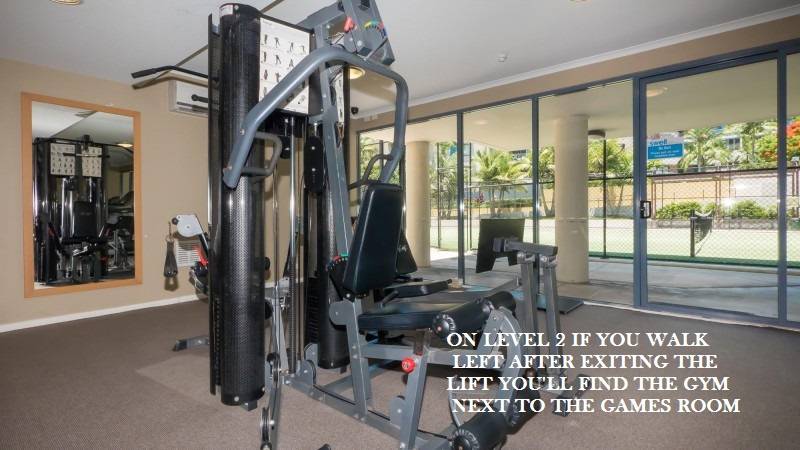 ON LEVEL 2 IF YOU WALK
LEFT AFTER EXITING THE
LIFT YOU'LL FIND THE GYM
NEXT TO THE GAMES ROOM